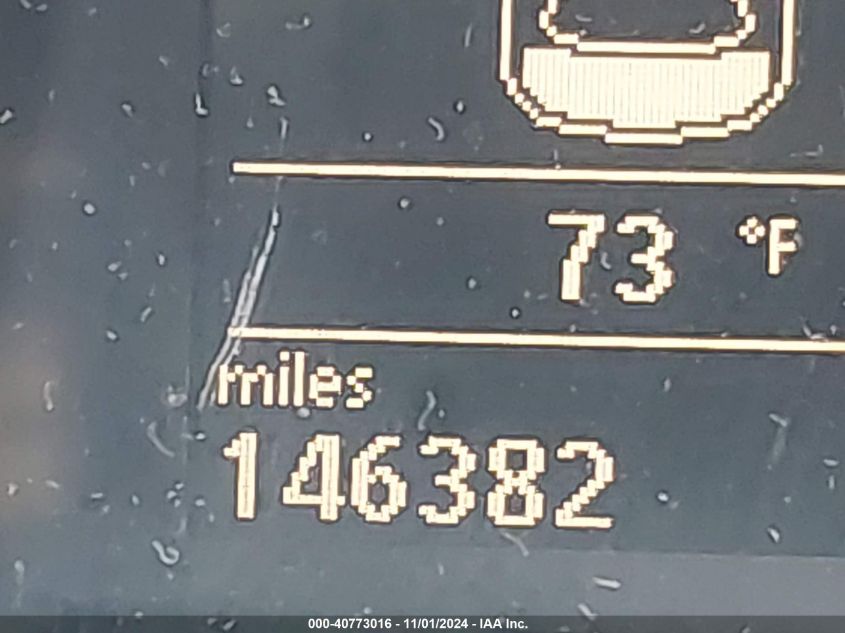 73 °F
miles
146382
000-40773016 - 11/01/2024 - IAA Inc.